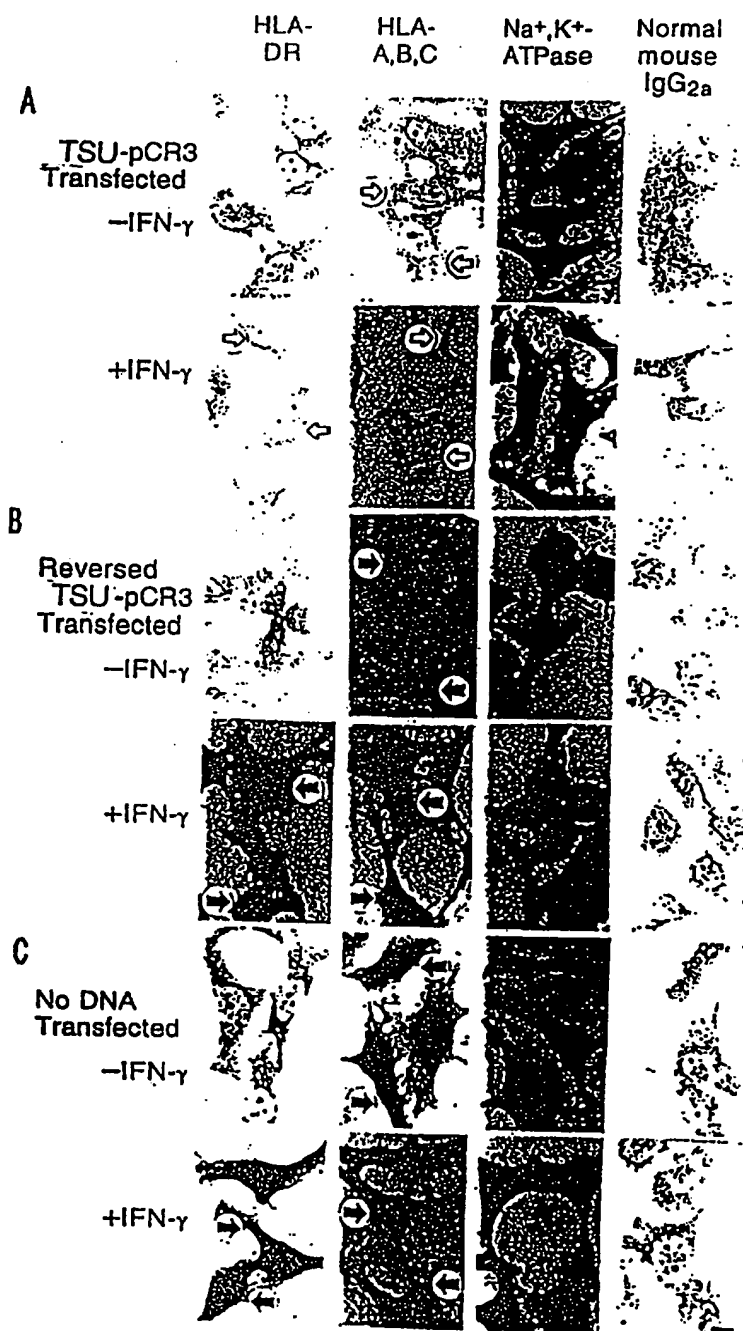 HLA-
DR
HLA-
A,B,C
Na⁺,K⁺-
ATPase
Normal
mouse
IgG₂ₐ
A
TSU-pCR3
Transfected
−IFN-γ
+IFN-γ
B
Reversed
TSU-pCR3
Transfected
−IFN-γ
+IFN-γ
C
No DNA
Transfected
−IFN-γ
+IFN-γ